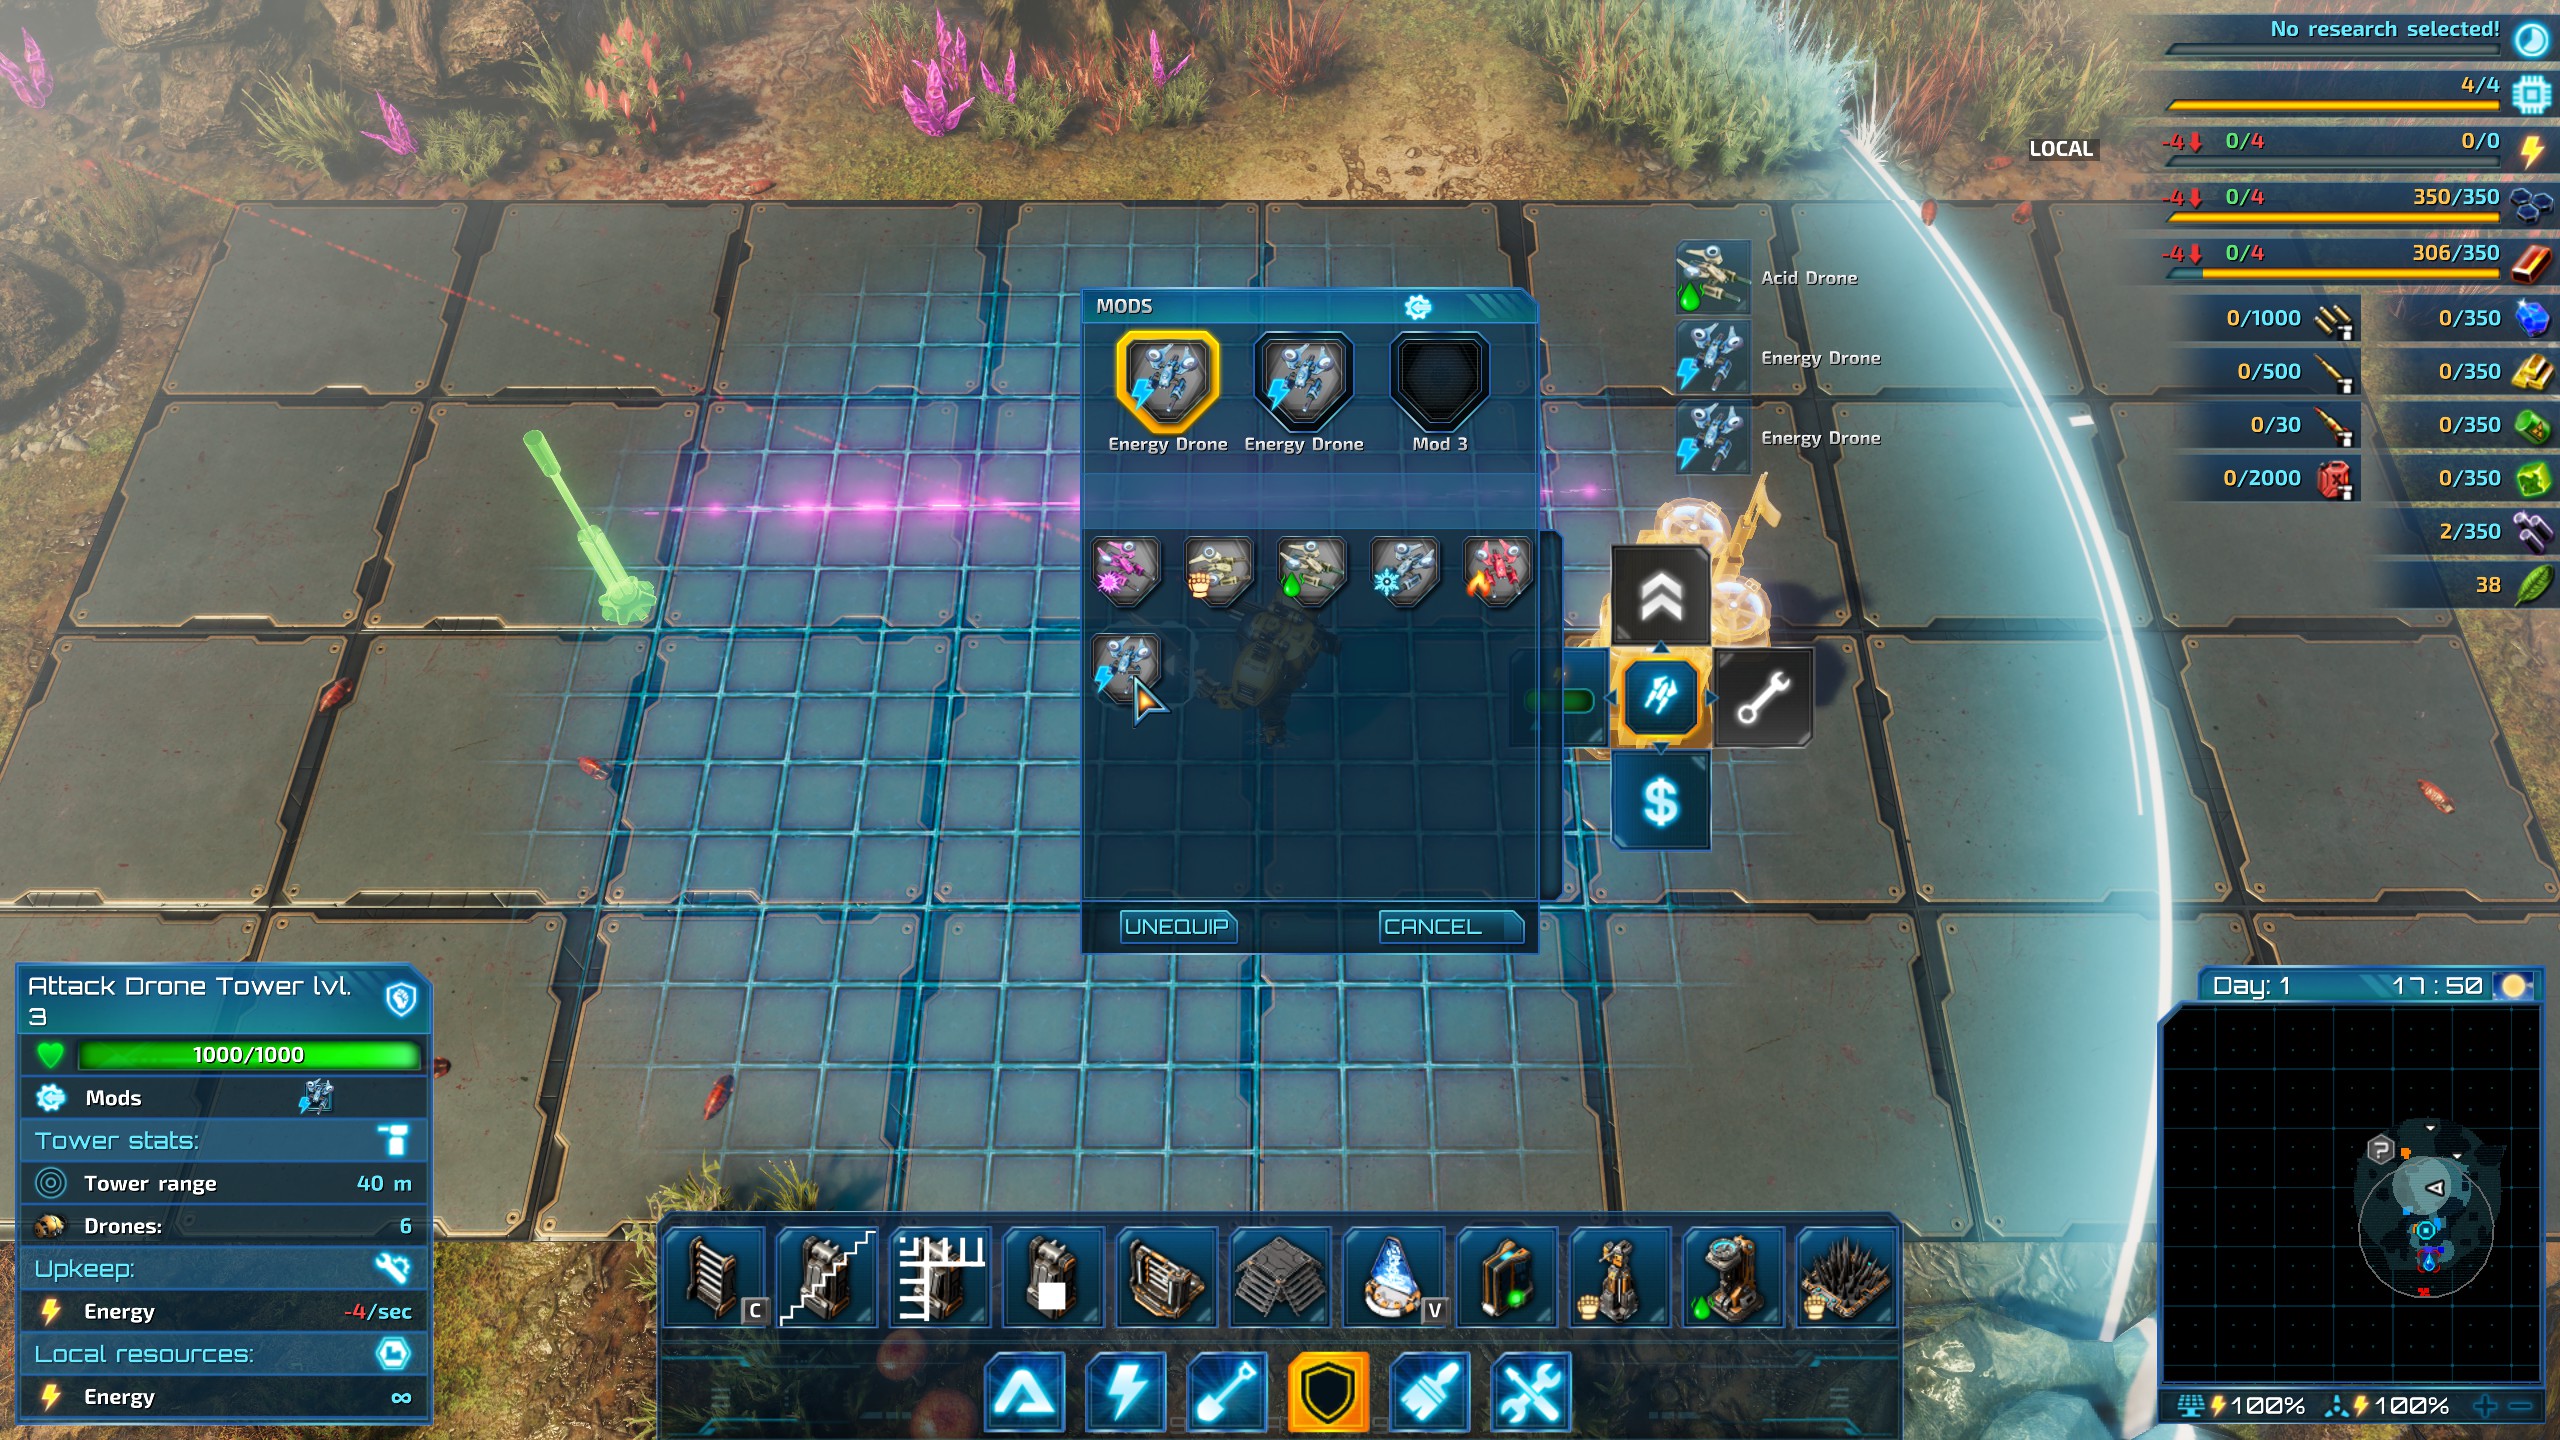 No research selected!
4/4
-4 0/4 0/0
-4 0/4 350/350
-4 0/4 306/350
0/1000 0/350
0/500 0/350
0/30 0/350
0/2000 0/350
2/350
38
LOCAL
Acid Drone
Energy Drone
Energy Drone
MODS
Energy Drone Energy Drone Mod 3
$
UNEQUIP CANCEL
Attack Drone Tower lvl.
3
1000/1000
Mods
Tower stats:
Tower range 40 m
Drones: 6
Upkeep:
Energy -4/sec
Local resources:
Energy ∞
C V
Day: 1 17:50
?
100% 100%